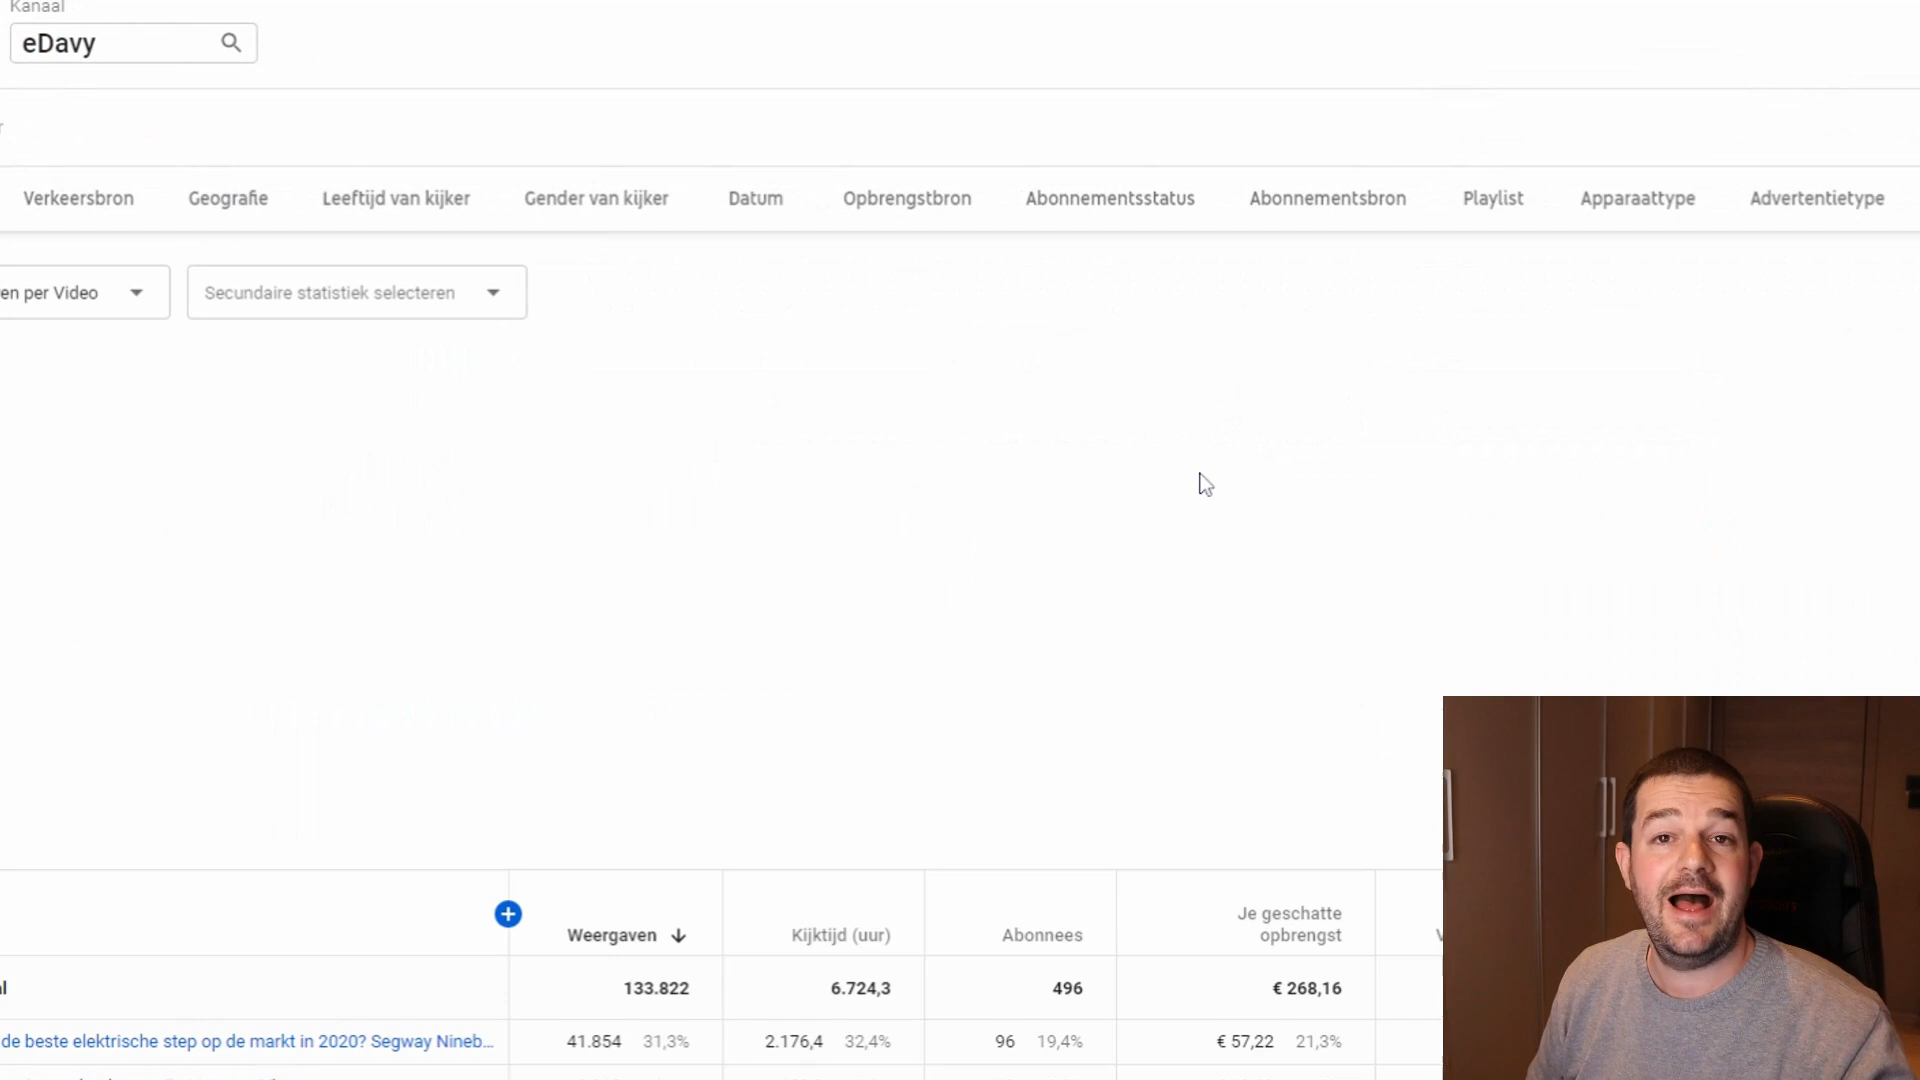 Kanaal
eDavy
r
Verkeersbron Geografie Leeftijd van kijker Gender van kijker Datum Opbrengstbron Abonnementsstatus Abonnementsbron Playlist Apparaattype Advertentietype
en per Video Secundaire statistiek selecteren
Weergaven Kijktijd (uur) Abonnees Je geschatte opbrengst
al 133.822 6.724,3 496 € 268,16
de beste elektrische step op de markt in 2020? Segway Nineb... 41.854 31,3% 2.176,4 32,4% 96 19,4% € 57,22 21,3%